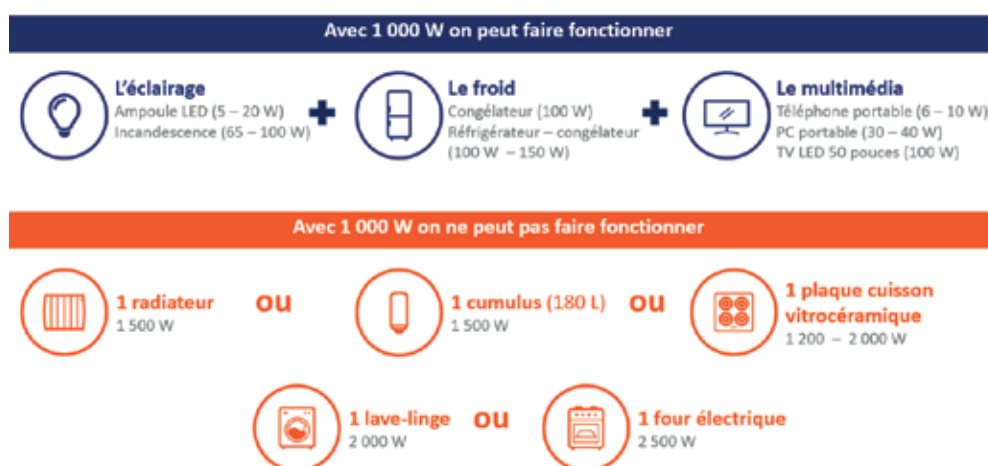 Avec 1 000 W on peut faire fonctionner
L'éclairage
Ampoule LED (5 – 20 W)
Incandescence (65 – 100 W)
+
Le froid
Congélateur (100 W)
Réfrigérateur – congélateur
(100 W – 150 W)
+
Le multimédia
Téléphone portable (6 – 10 W)
PC portable (30 – 40 W)
TV LED 50 pouces (100 W)
Avec 1 000 W on ne peut pas faire fonctionner
1 radiateur
1 500 W
ou
1 cumulus (180 L)
1 500 W
ou
1 plaque cuisson
vitrocéramique
1 200 – 2 000 W
1 lave-linge
2 000 W
ou
1 four électrique
2 500 W